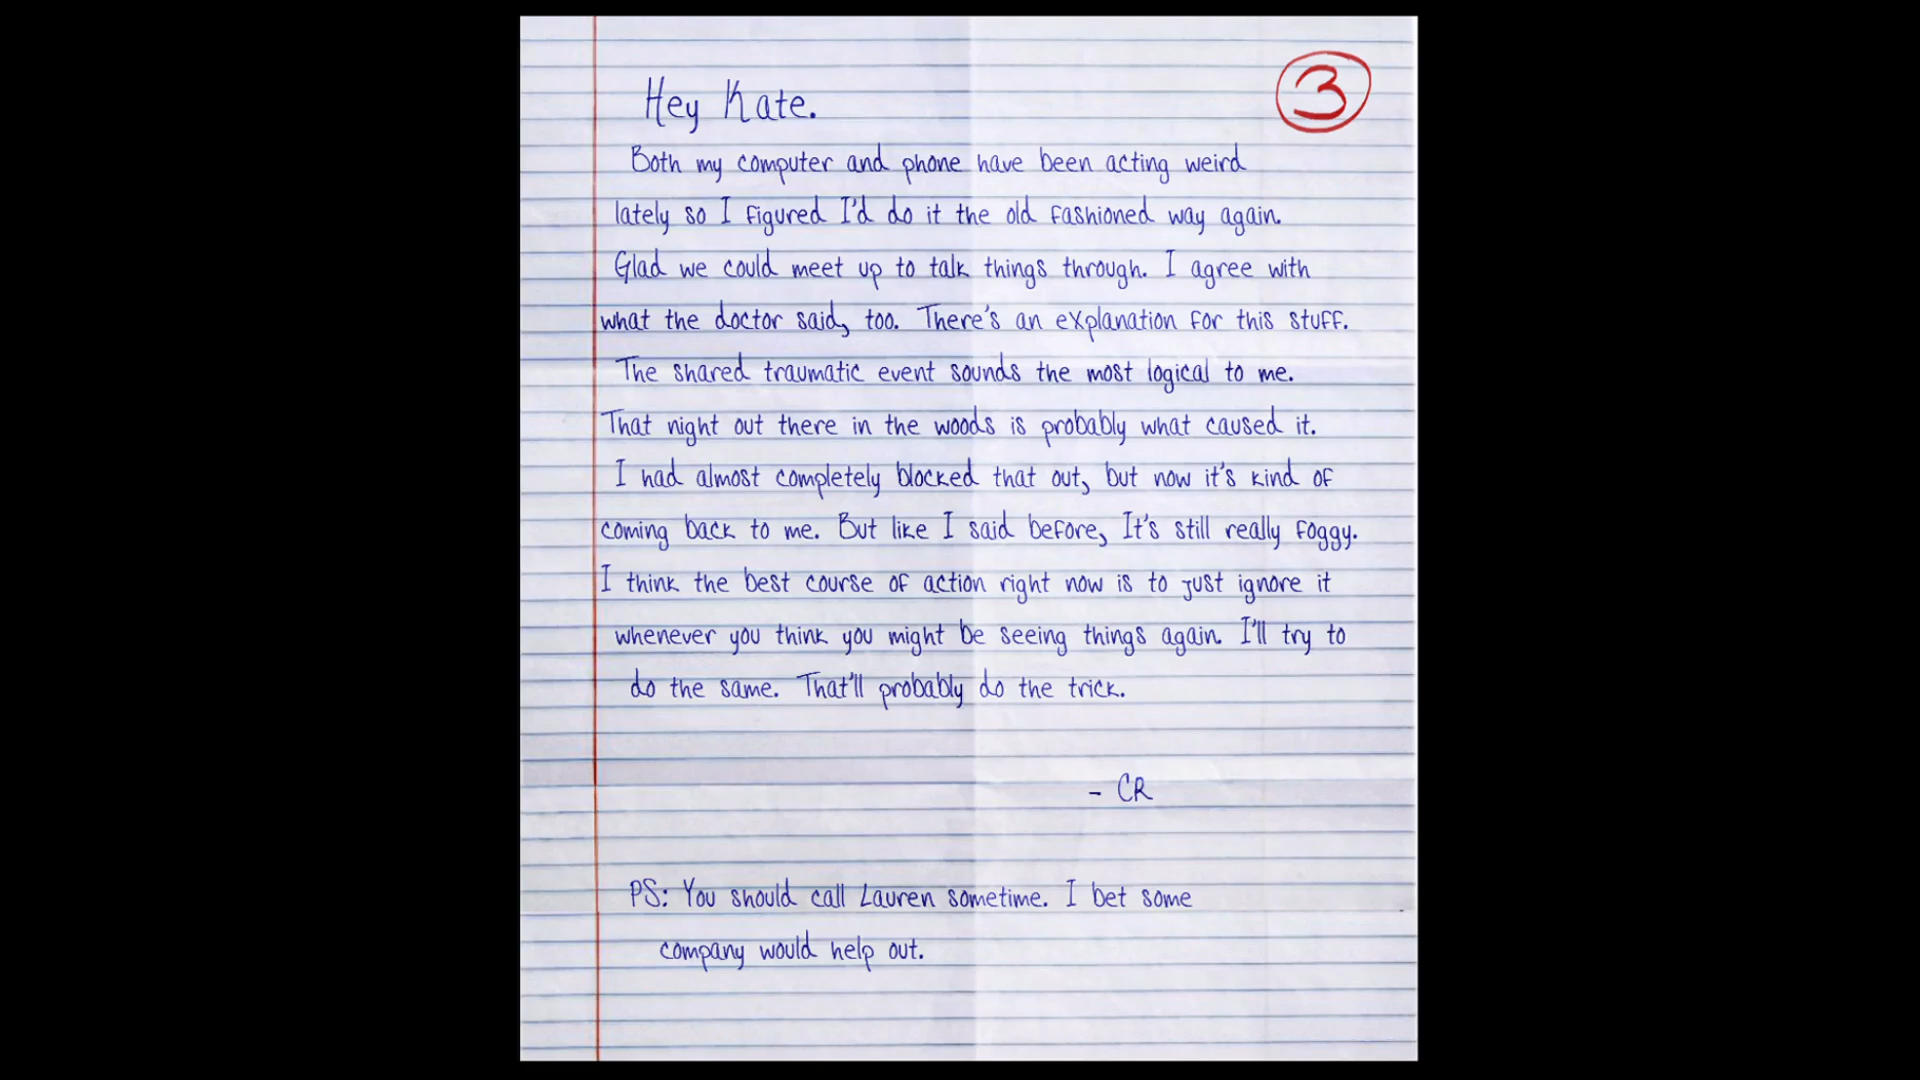 3
Hey Kate.
Both my computer and phone have been acting weird
lately so I figured I'd do it the old fashioned way again.
Glad we could meet up to talk things through. I agree with
what the doctor said, too. There's an explanation for this stuff.
The shared traumatic event sounds the most logical to me.
That night out there in the woods is probably what caused it.
I had almost completely blocked that out, but now it's kind of
coming back to me. But like I said before, It's still really foggy.
I think the best course of action right now is to just ignore it
whenever you think you might be seeing things again. I'll try to
do the same. That'll probably do the trick.
- CR
PS: You should call Lauren sometime. I bet some
company would help out.